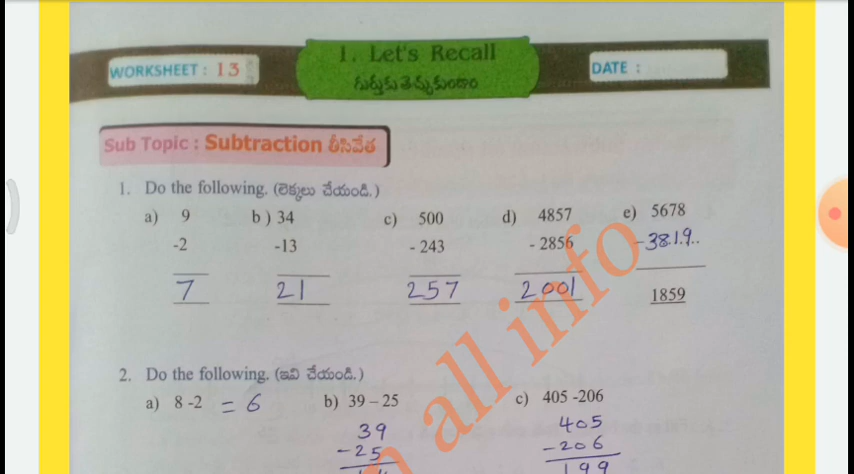 1. Let's Recall
గుర్తుకు తెచ్చుకుందాం
WORKSHEET : 13
DATE :
Sub Topic : Subtraction తీసివేత
1. Do the following. (లెక్కలు చేయండి.)
a) 9 b ) 34 c) 500 d) 4857 e) 5678
-2 -13 - 243 - 2856 - 3819
7 21 257 2001 1859
2. Do the following. (ఇవి చేయండి.)
a) 8 -2 = 6 b) 39 – 25 c) 405 -206
39 405
-25 -206
14 199
all info